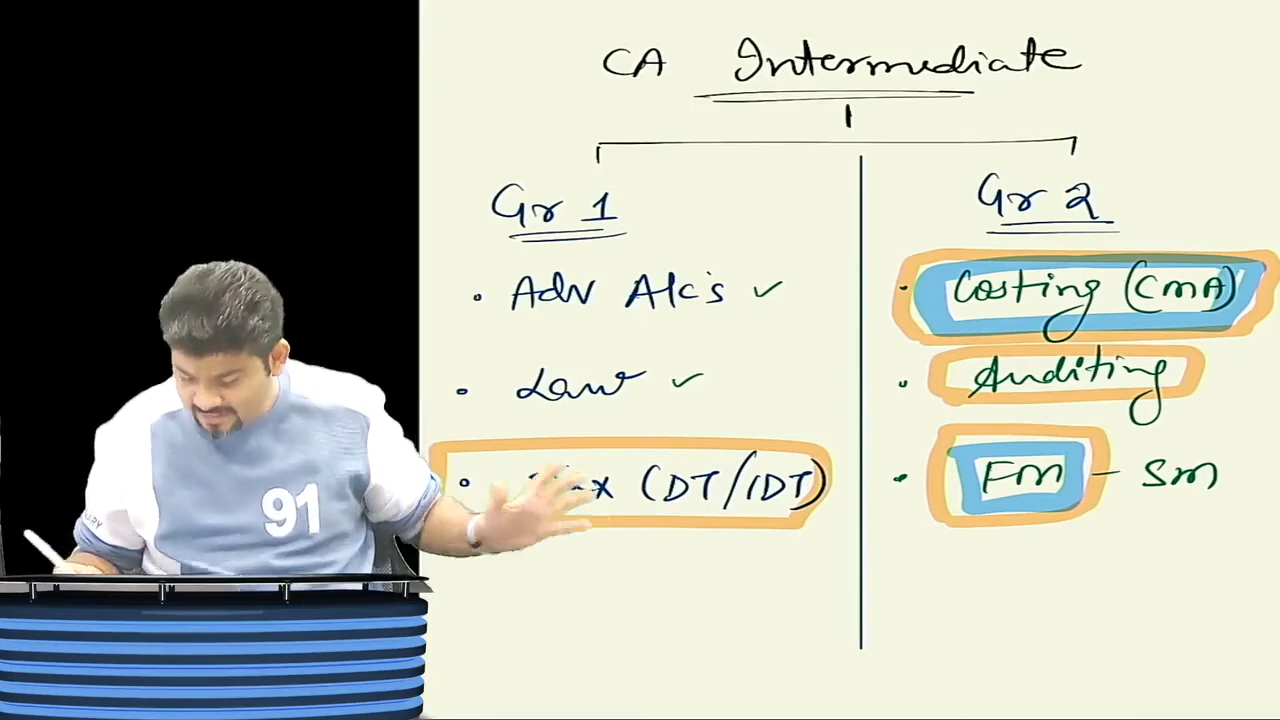 CA Intermediate
Gr 1
• Adv A/c's ✓
• Law ✓
• (DT/IDT)
Gr 2
• Costing (CMA)
• Auditing
• FM - SM
91